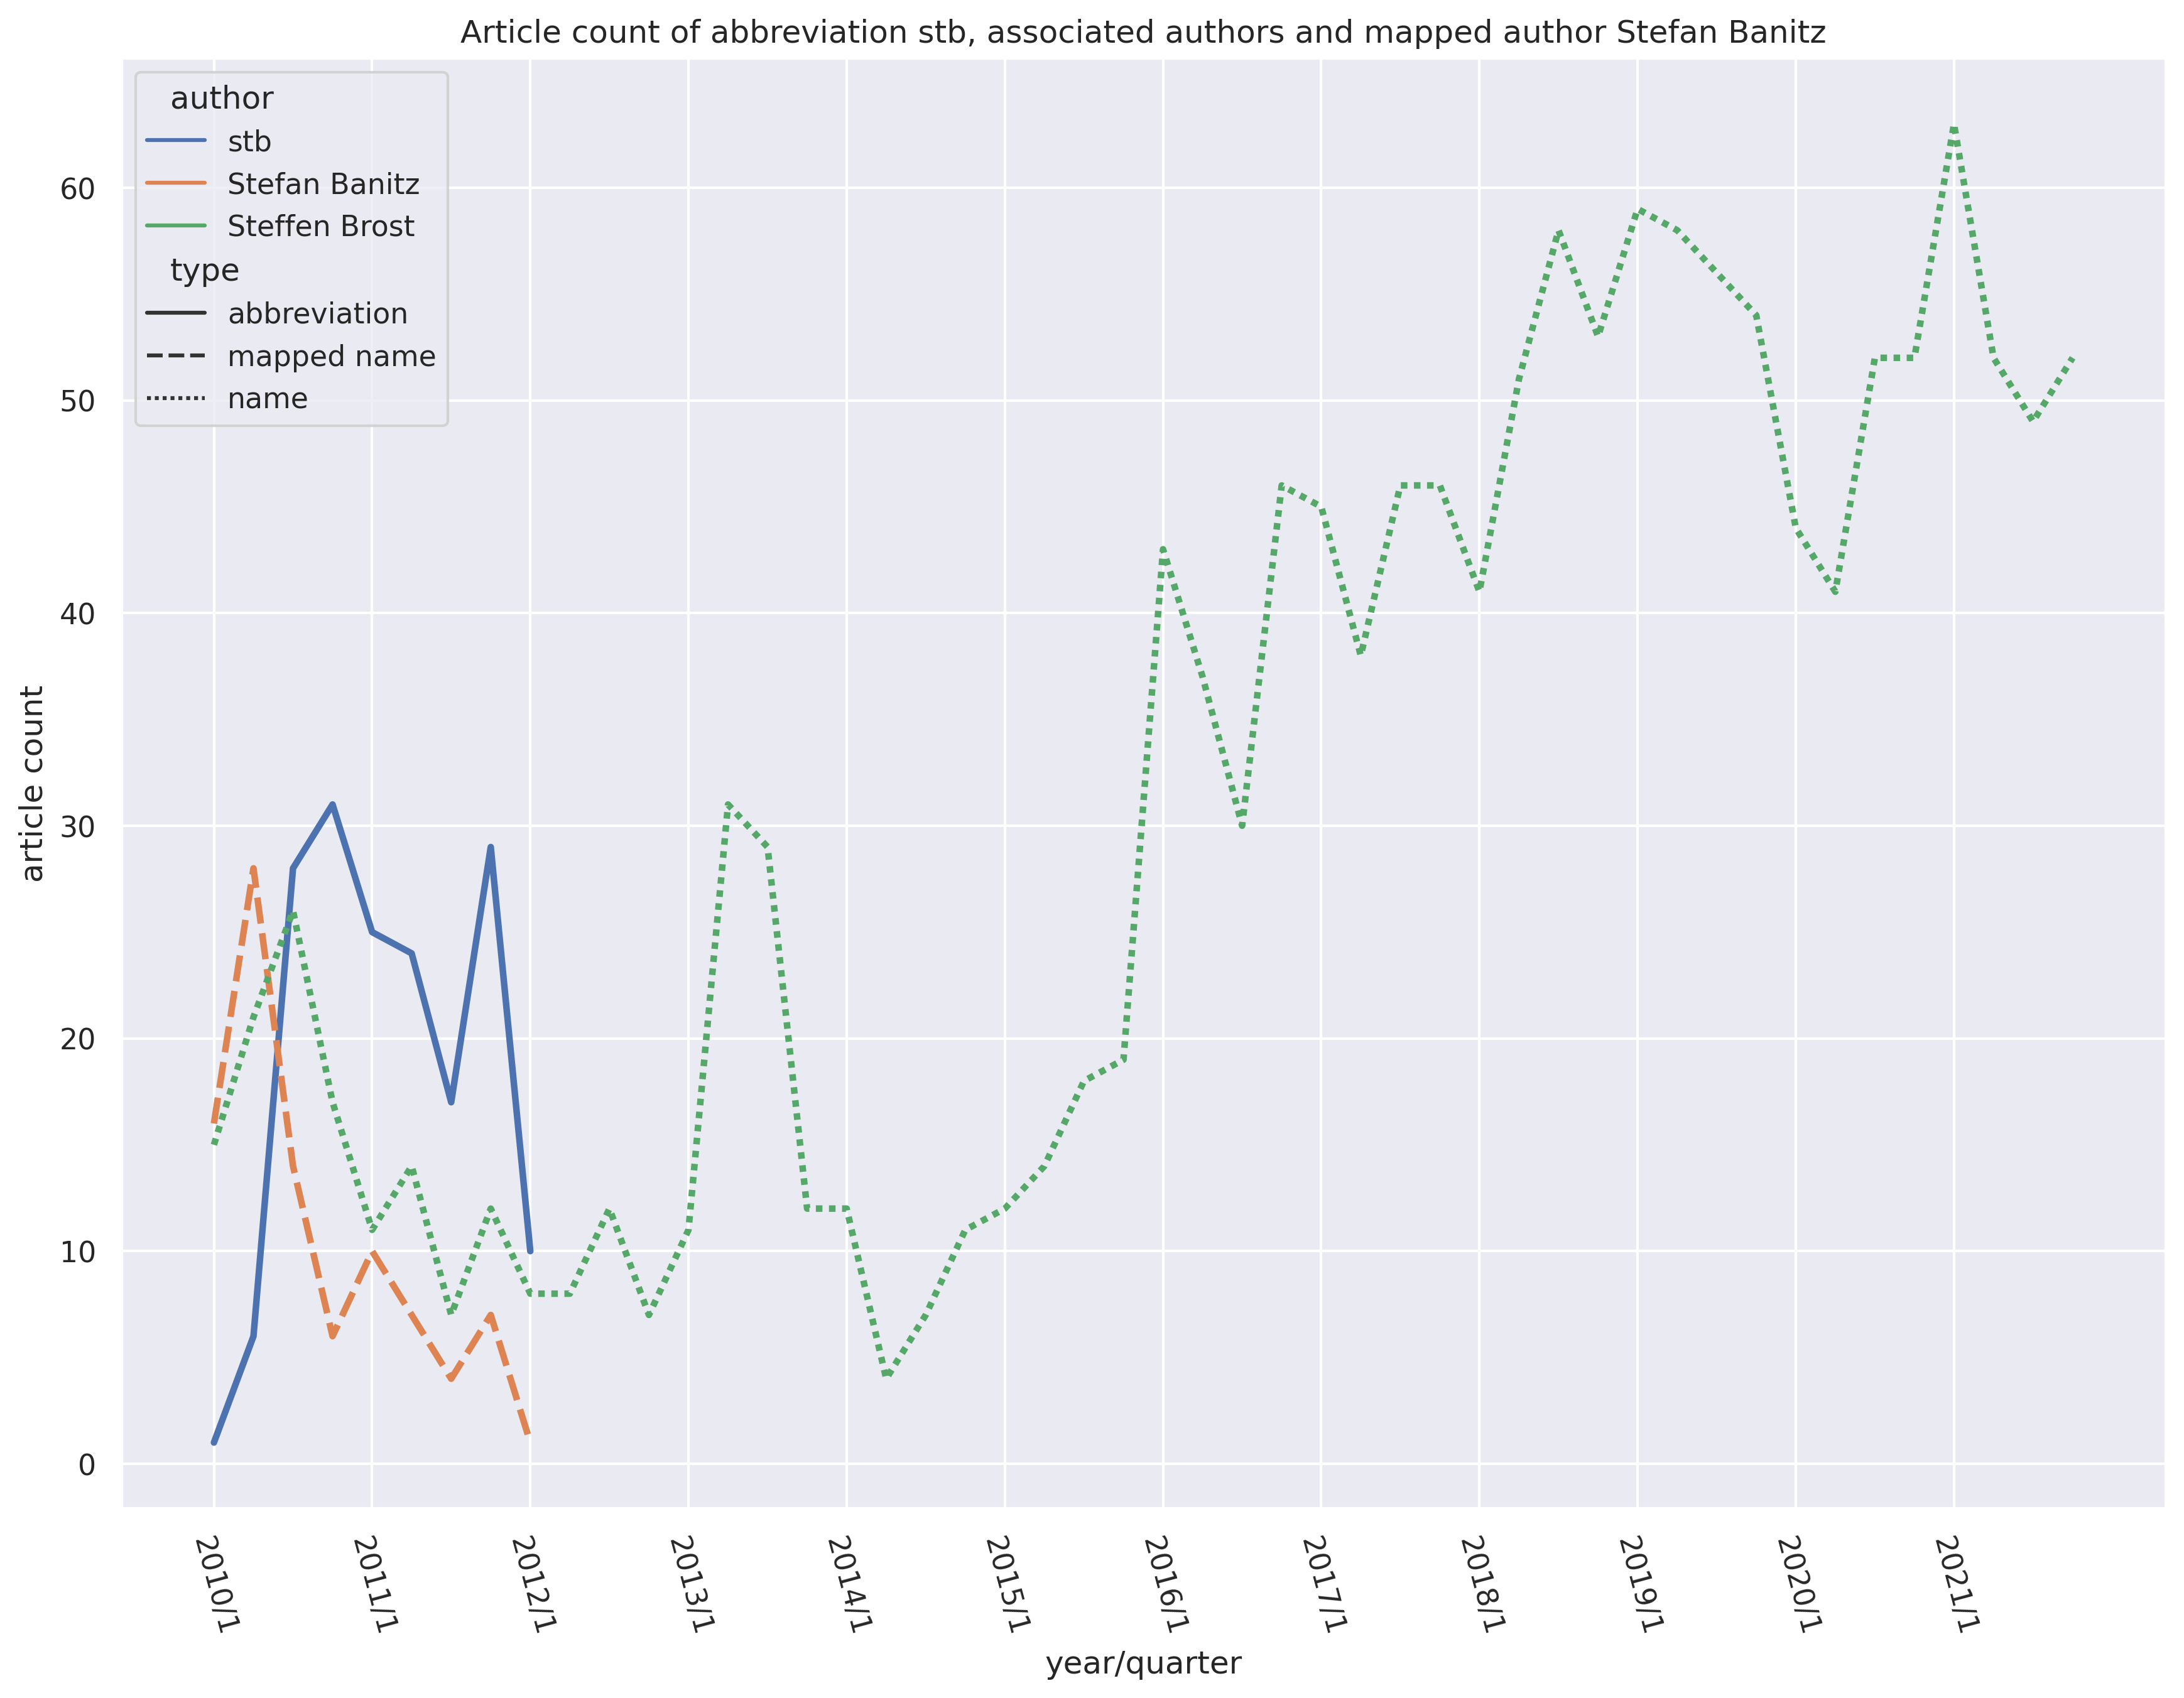 Article count of abbreviation stb, associated authors and mapped author Stefan Banitz
author
stb
Stefan Banitz
Steffen Brost
type
abbreviation
mapped name
name
article count
60
50
40
30
20
10
0
2010/1
2011/1
2012/1
2013/1
2014/1
2015/1
2016/1
2017/1
2018/1
2019/1
2020/1
2021/1
year/quarter